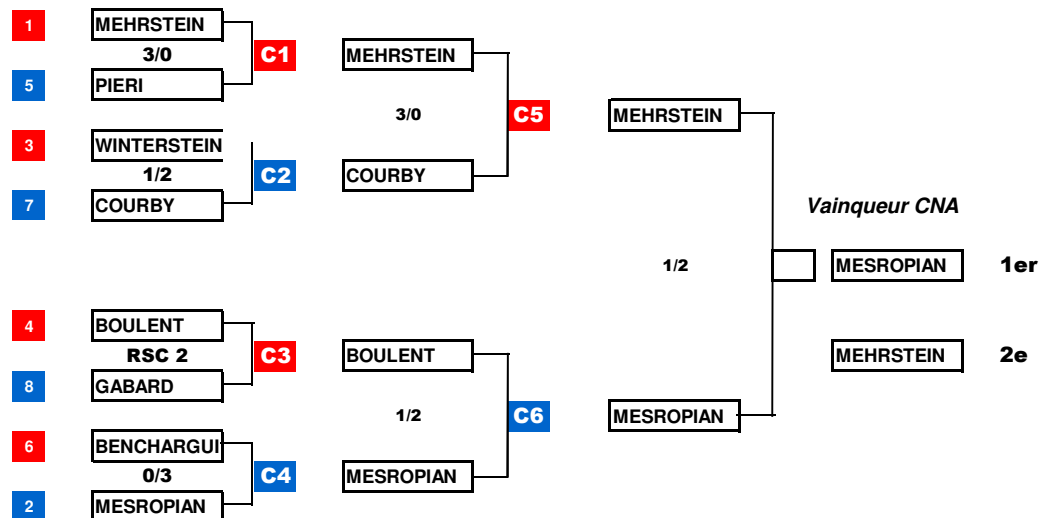 1 MEHRSTEIN
3/0 C1 MEHRSTEIN
5 PIERI
3/0 C5 MEHRSTEIN
3 WINTERSTEIN
1/2 C2 COURBY
7 COURBY
Vainqueur CNA
1/2 MESROPIAN 1er
4 BOULENT
RSC 2 C3 BOULENT MEHRSTEIN 2e
8 GABARD
1/2 C6 MESROPIAN
6 BENCHARGUI
0/3 C4 MESROPIAN
2 MESROPIAN